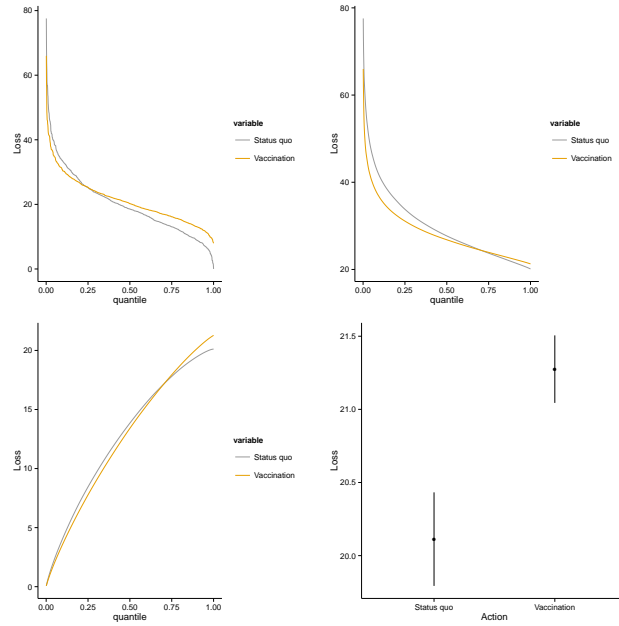 80
60
40
20
0
Loss
0.00 0.25 0.50 0.75 1.00
quantile
variable
Status quo
Vaccination
80
60
40
20
Loss
0.00 0.25 0.50 0.75 1.00
quantile
variable
Status quo
Vaccination
20
15
10
5
0
Loss
0.00 0.25 0.50 0.75 1.00
quantile
variable
Status quo
Vaccination
21.5
21.0
20.5
20.0
Loss
Status quo Vaccination
Action